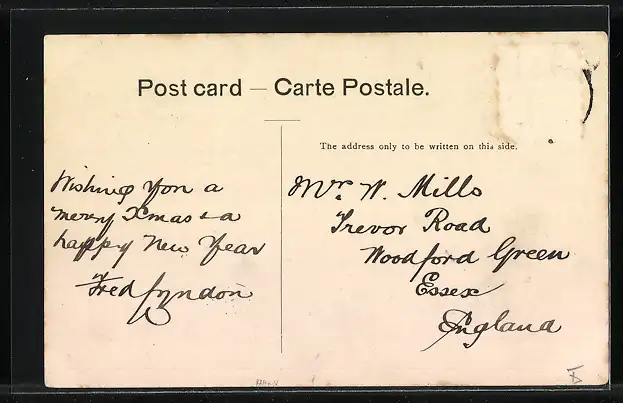 Post card — Carte Postale.
The address only to be written on this side.
Wishing you a
merry Xmas & a
happy New Year
Fred Lyndon
Mr. W. Mills
Trevor Road
Woodford Green
Essex
England